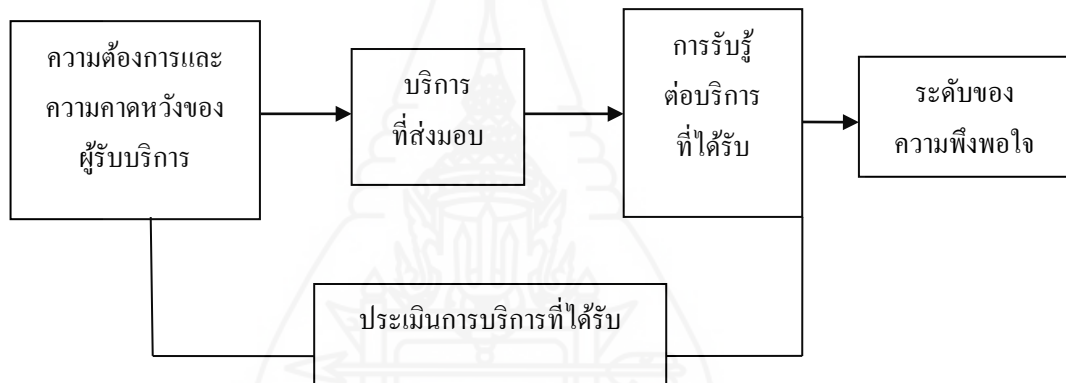 ความต้องการและ
ความคาดหวังของ
ผู้รับบริการ
บริการ
ที่ส่งมอบ
การรับรู้
ต่อบริการ
ที่ได้รับ
ระดับของ
ความพึงพอใจ
ประเมินการบริการที่ได้รับ